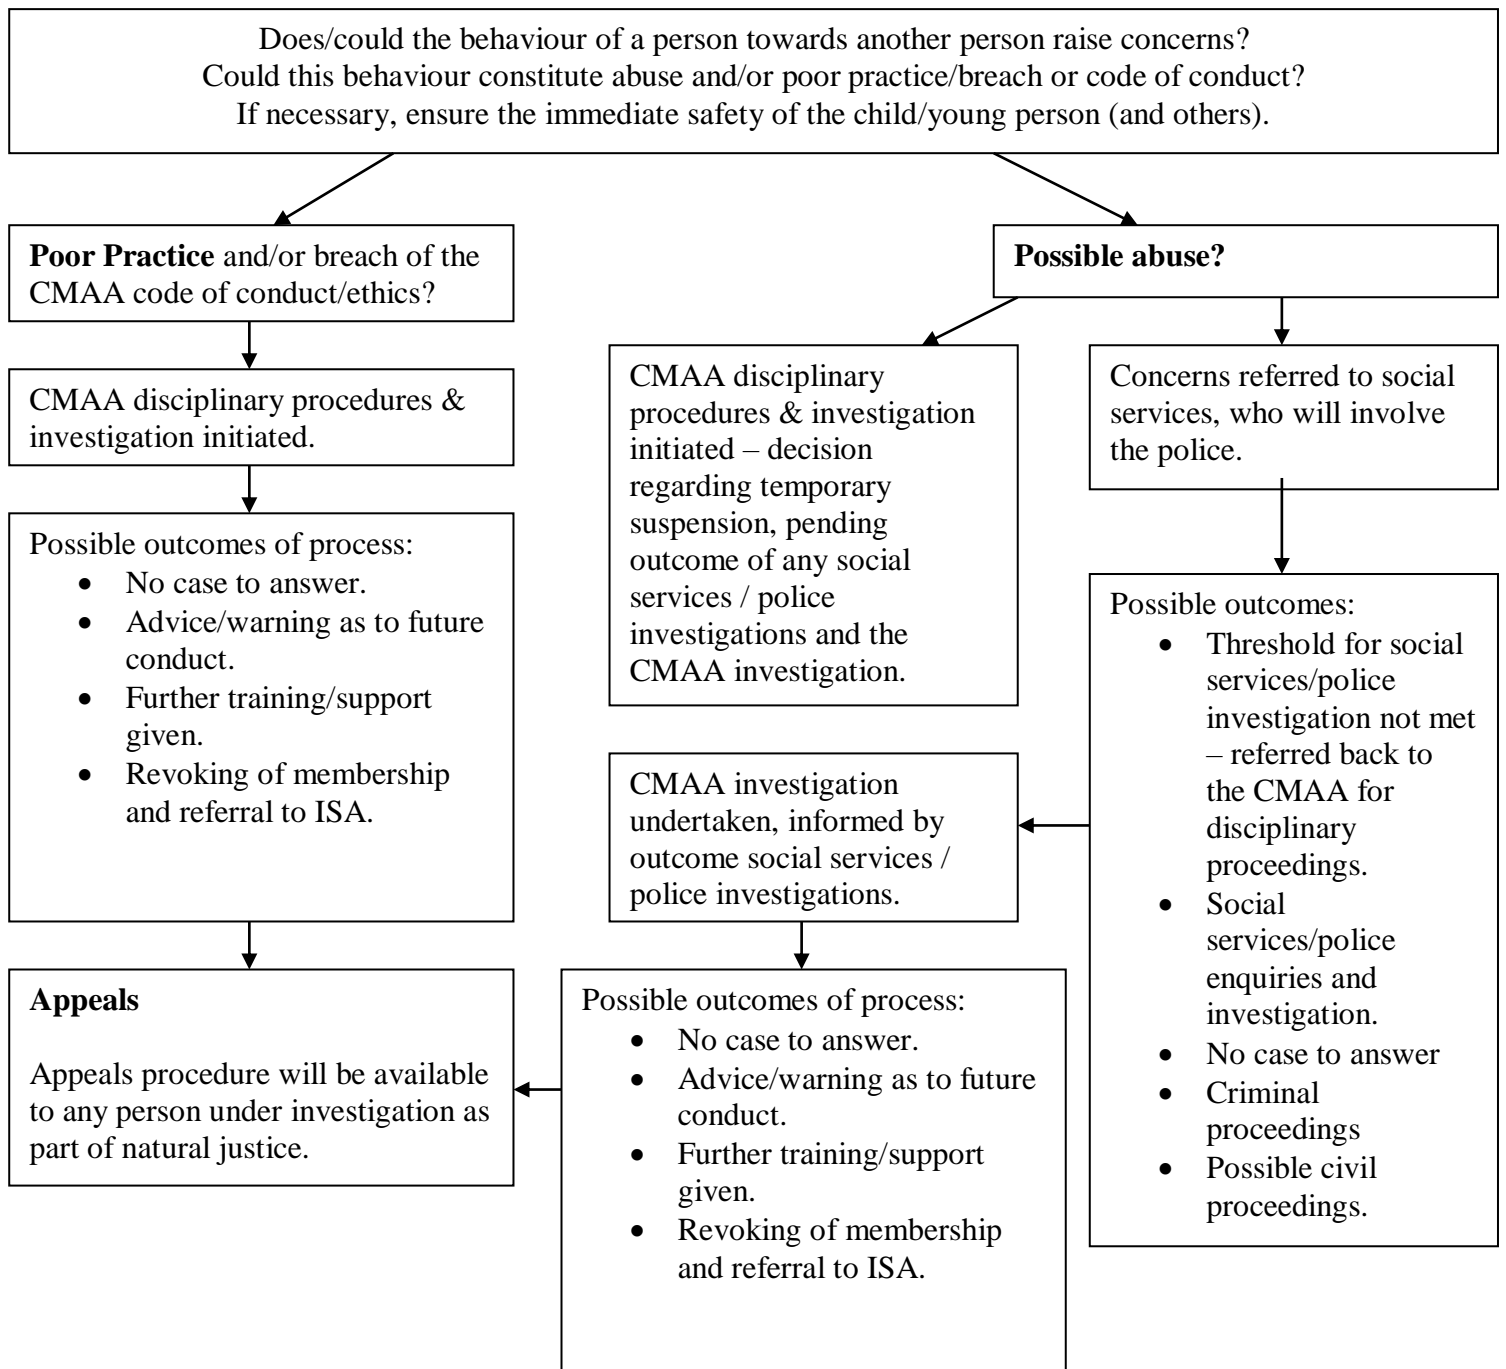 Does/could the behaviour of a person towards another person raise concerns?
Could this behaviour constitute abuse and/or poor practice/breach or code of conduct?
If necessary, ensure the immediate safety of the child/young person (and others).
Poor Practice and/or breach of the
CMAA code of conduct/ethics?
CMAA disciplinary procedures &
investigation initiated.
Possible outcomes of process:
• No case to answer.
• Advice/warning as to future
conduct.
• Further training/support
given.
• Revoking of membership
and referral to ISA.
Appeals
Appeals procedure will be available
to any person under investigation as
part of natural justice.
Possible abuse?
CMAA disciplinary
procedures & investigation
initiated – decision
regarding temporary
suspension, pending
outcome of any social
services / police
investigations and the
CMAA investigation.
Concerns referred to social
services, who will involve
the police.
Possible outcomes:
• Threshold for social
services/police
investigation not met
– referred back to
the CMAA for
disciplinary
proceedings.
• Social
services/police
enquiries and
investigation.
• No case to answer
• Criminal
proceedings
• Possible civil
proceedings.
CMAA investigation
undertaken, informed by
outcome social services /
police investigations.
Possible outcomes of process:
• No case to answer.
• Advice/warning as to future
conduct.
• Further training/support
given.
• Revoking of membership
and referral to ISA.